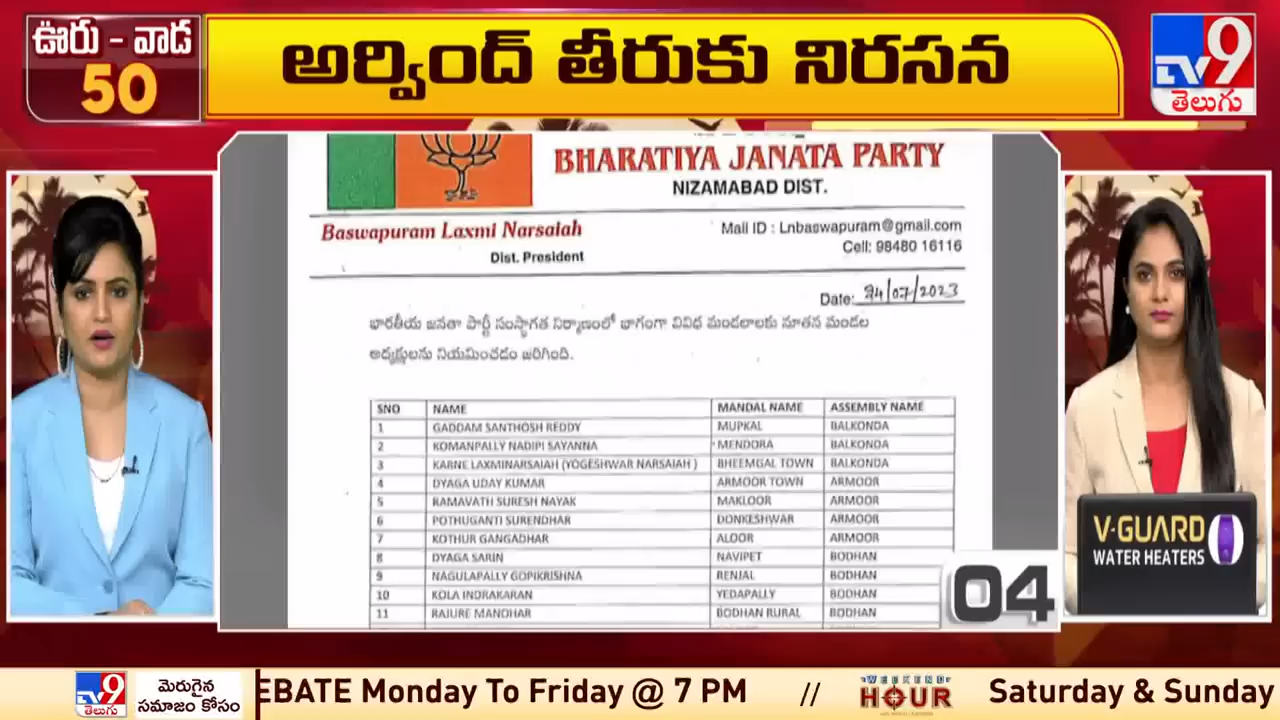 ఊరు - వాడ
50
అర్వింద్ తీరుకు నిరసన
TV9
తెలుగు
BHARATIYA JANATA PARTY
NIZAMABAD DIST.
Baswapuram Laxmi Narsaiah
Dist. President
Mail ID : Lnbaswapuram@gmail.com
Cell: 98480 16116
Date: 24/07/2023
భారతీయ జనతా పార్టీ సంస్థాగత నిర్మాణంలో భాగంగా వివిధ మండలాలకు నూతన మండల
అధ్యక్షులను నియమించడం జరిగింది.
SNO NAME MANDAL NAME ASSEMBLY NAME
1 GADDAM SANTHOSH REDDY MUPKAL BALKONDA
2 KOMANPALLY NADIPI SAYANNA MENDORA BALKONDA
3 KARNE LAXMINARSAIAH (YOGESHWAR NARSAIAH ) BHEEMGAL TOWN BALKONDA
4 DYAGA UDAY KUMAR ARMOOR TOWN ARMOOR
5 RAMAVATH SURESH NAYAK MAKLOOR ARMOOR
6 POTHUGANTI SURENDHAR DONKESHWAR ARMOOR
7 KOTHUR GANGADHAR ALOOR ARMOOR
8 DYAGA SARIN NAVIPET BODHAN
9 NAGULAPALLY GOPIKRISHNA RENJAL BODHAN
10 KOLA INDRAKARAN YEDAPALLY BODHAN
11 RAJURE MANOHAR BODHAN RURAL BODHAN
04
V-GUARD
WATER HEATERS
TV9
తెలుగు
మెరుగైన
సమాజం కోసం
EBATE Monday To Friday @ 7 PM // WEEKEND HOUR Saturday & Sunday